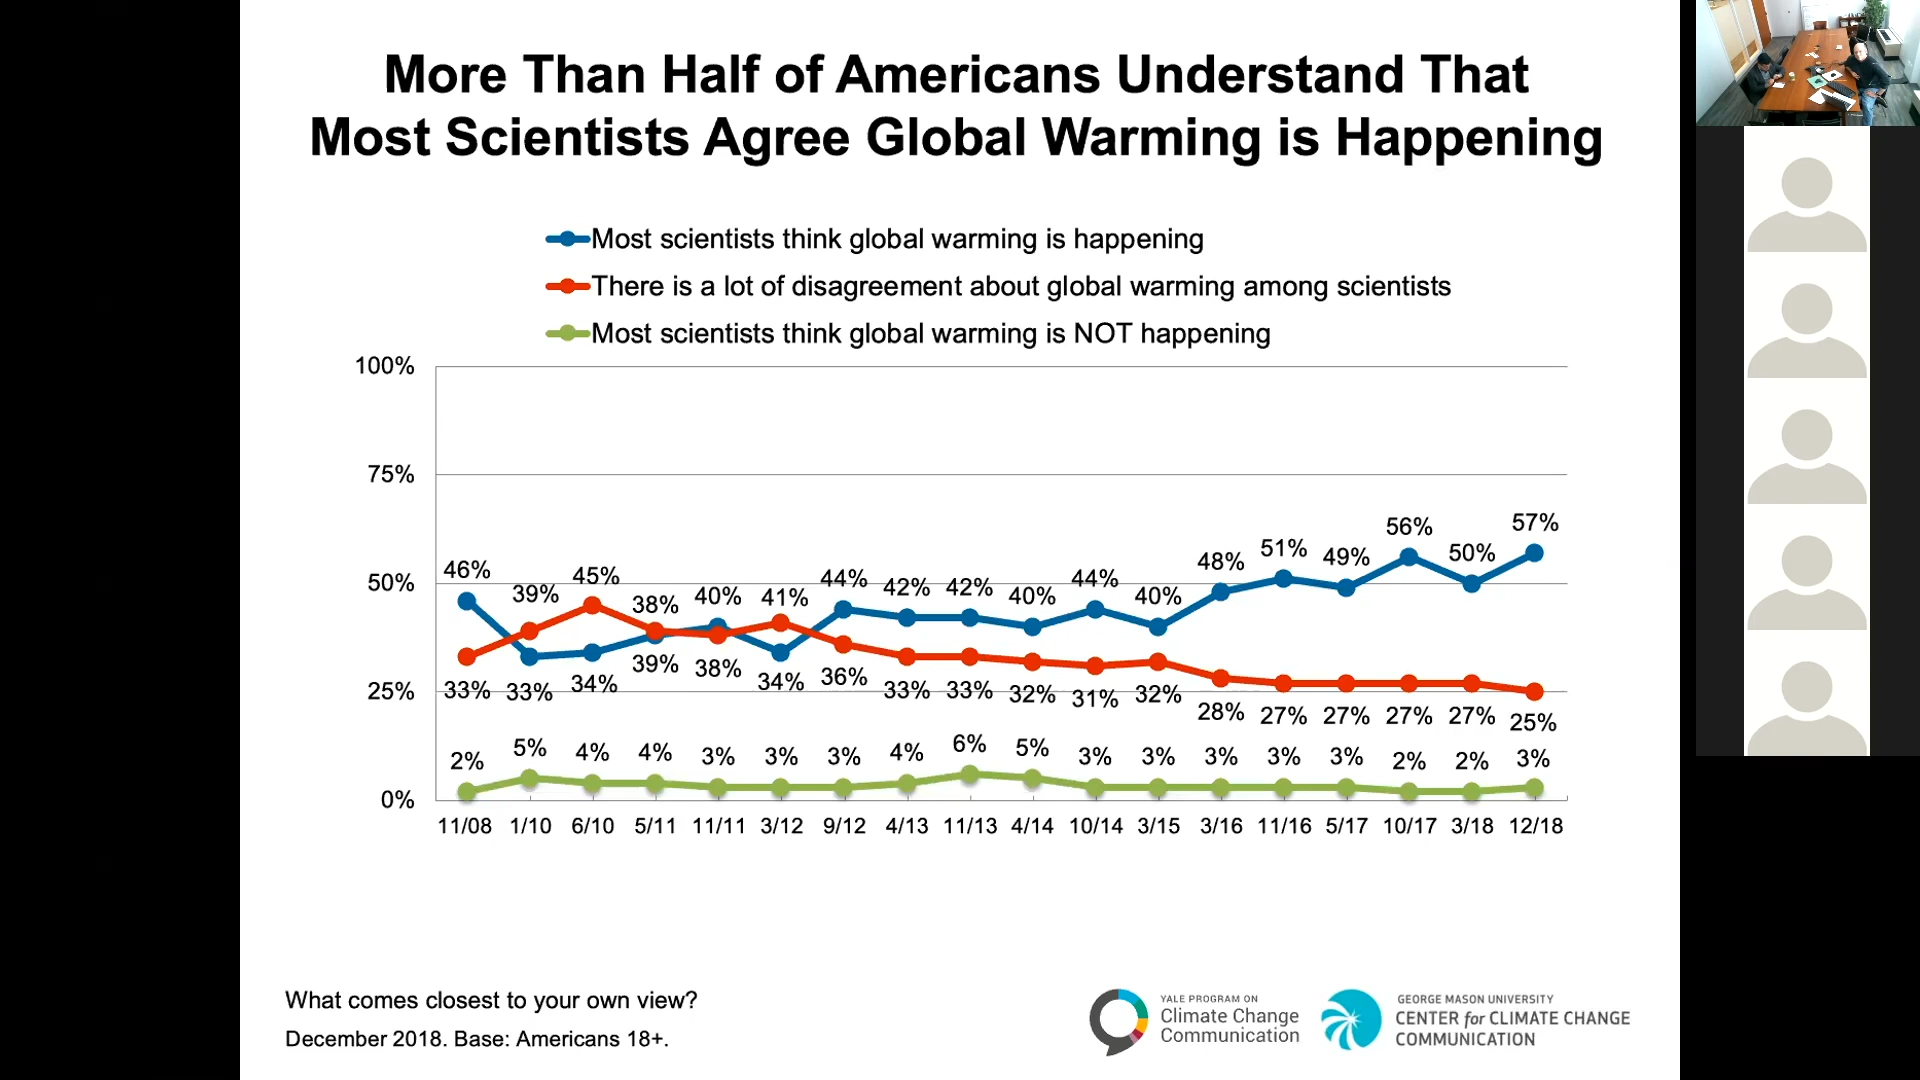 More Than Half of Americans Understand That
Most Scientists Agree Global Warming is Happening
Most scientists think global warming is happening
There is a lot of disagreement about global warming among scientists
Most scientists think global warming is NOT happening
100%
75%
50%
25%
0%
46% 39% 45% 38% 40% 41% 44% 42% 42% 40% 44% 40% 48% 51% 49% 56% 50% 57%
33% 33% 34% 39% 38% 34% 36% 33% 33% 32% 31% 32% 28% 27% 27% 27% 27% 25%
2% 5% 4% 4% 3% 3% 3% 4% 6% 5% 3% 3% 3% 3% 3% 2% 2% 3%
11/08 1/10 6/10 5/11 11/11 3/12 9/12 4/13 11/13 4/14 10/14 3/15 3/16 11/16 5/17 10/17 3/18 12/18
What comes closest to your own view?
December 2018. Base: Americans 18+.
YALE PROGRAM ON
Climate Change
Communication
GEORGE MASON UNIVERSITY
CENTER for CLIMATE CHANGE
COMMUNICATION